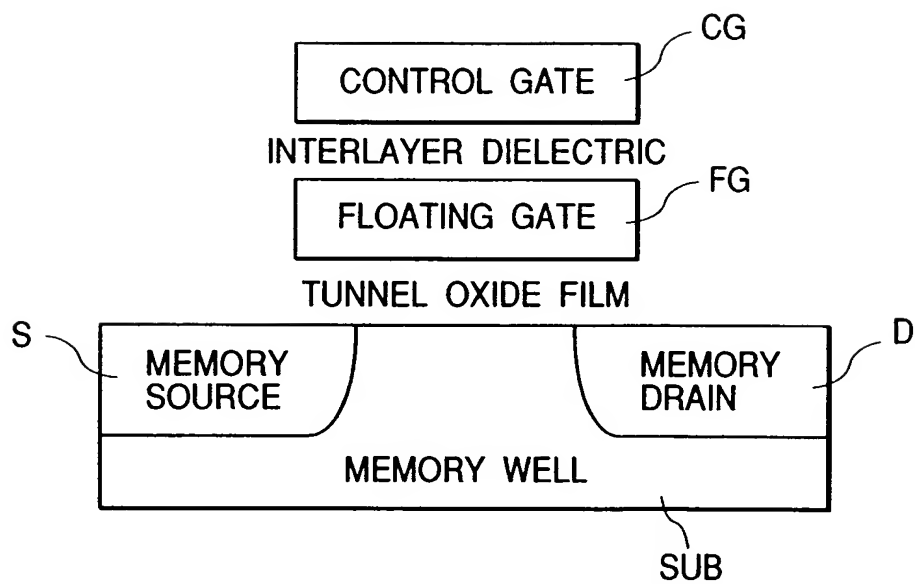 CG
CONTROL GATE
INTERLAYER DIELECTRIC
FG
FLOATING GATE
TUNNEL OXIDE FILM
S
D
MEMORY
SOURCE
MEMORY
DRAIN
MEMORY WELL
SUB